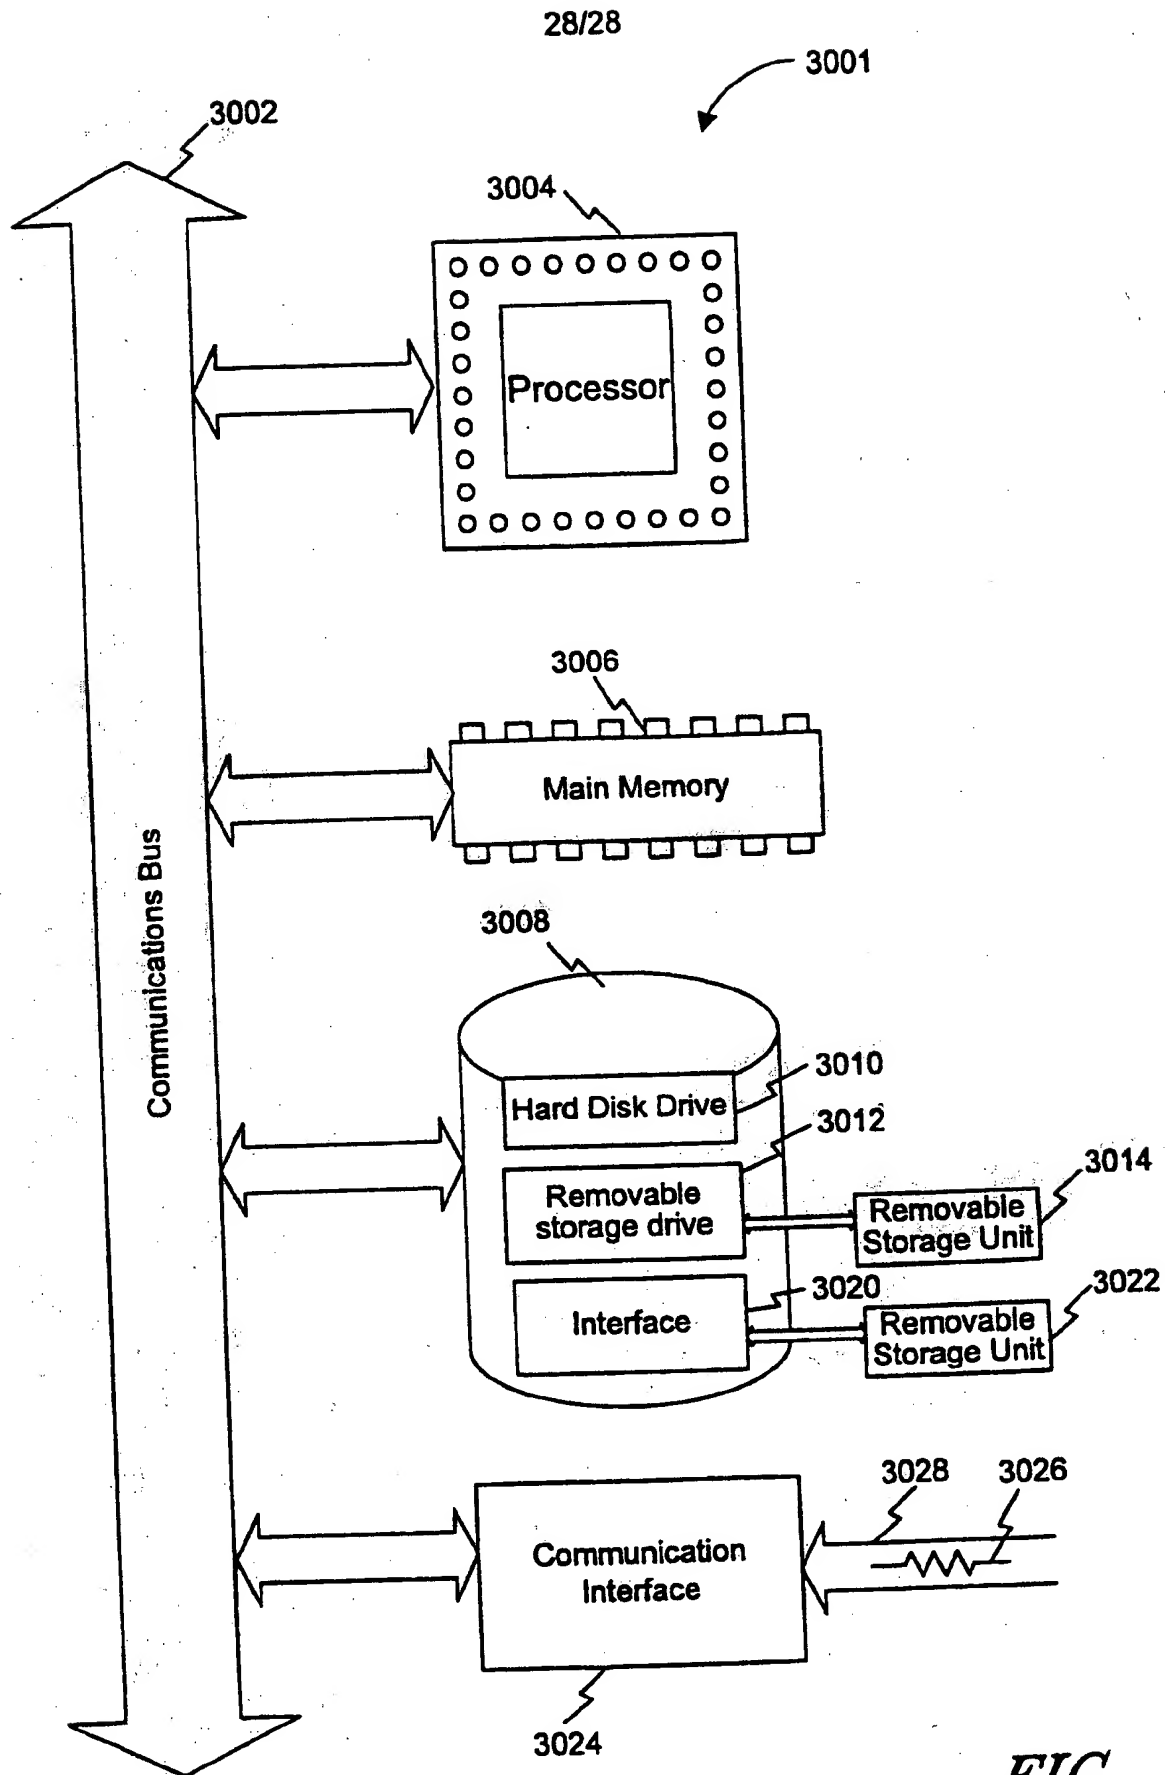 28/28
3001
3002
3004
Processor
3006
Main Memory
Communications Bus
3008
Hard Disk Drive
3010
3012
Removable
storage drive
3014
Removable
Storage Unit
3020
Interface
3022
Removable
Storage Unit
3028
3026
Communication
Interface
3024
FIG